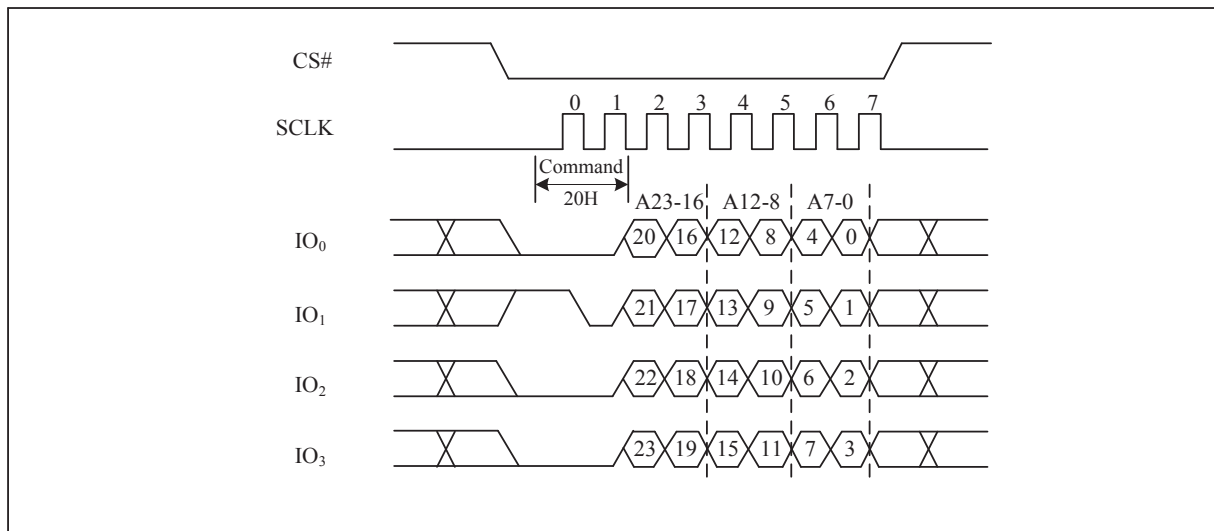 CS#
0 1 2 3 4 5 6 7
SCLK
Command
20H
A23-16 A12-8 A7-0
IO₀ 20 16 12 8 4 0
IO₁ 21 17 13 9 5 1
IO₂ 22 18 14 10 6 2
IO₃ 23 19 15 11 7 3